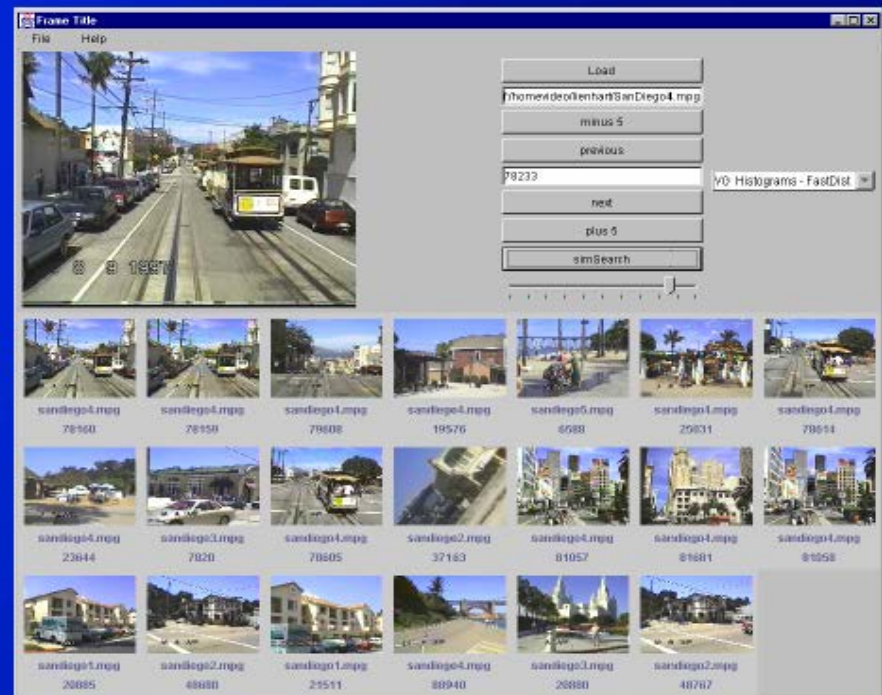 Frame Title
File Help
Load
f:/homevideo/lienhart/SanDiego4.mpg
minus 5
previous
78233
VO Histograms - FastDist
next
plus 5
simSearch
8 9 1997
sandiego4.mpg sandiego4.mpg sandiego4.mpg sandiego4.mpg sandiego5.mpg sandiego4.mpg sandiego4.mpg
78160 78159 79608 19576 6588 25031 78614
sandiego4.mpg sandiego3.mpg sandiego4.mpg sandiego2.mpg sandiego4.mpg sandiego4.mpg sandiego4.mpg
23644 7820 78605 37163 81057 81681 81058
sandiego1.mpg sandiego2.mpg sandiego1.mpg sandiego4.mpg sandiego3.mpg sandiego2.mpg
20885 48680 21511 88940 20880 48767